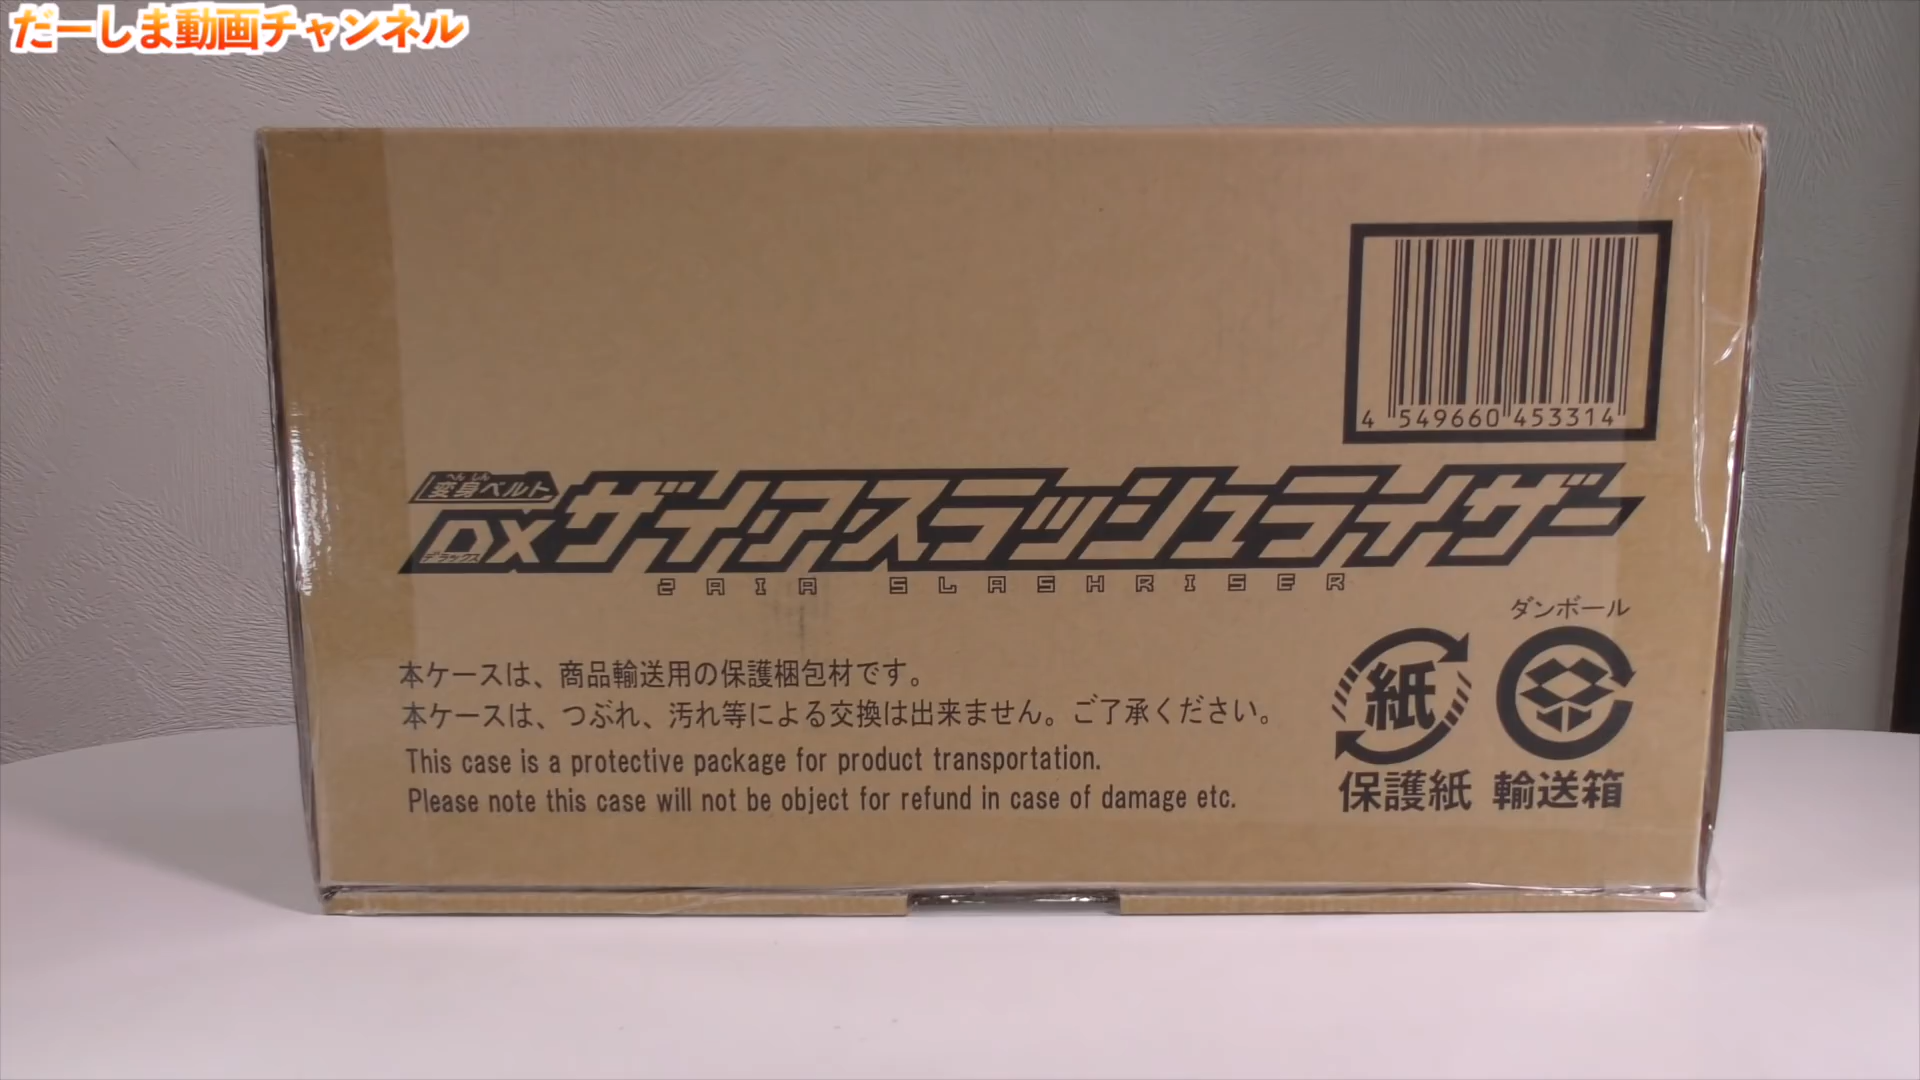 だーしま動画チャンネル
4 549660 453314
へんしん
変身ベルト
DXザイアスラッシュライザー
デラックス
ZAIA SLASHRISER
ダンボール
紙
本ケースは、商品輸送用の保護梱包材です。
本ケースは、つぶれ、汚れ等による交換は出来ません。ご了承ください。
This case is a protective package for product transportation.
Please note this case will not be object for refund in case of damage etc.
保護紙 輸送箱